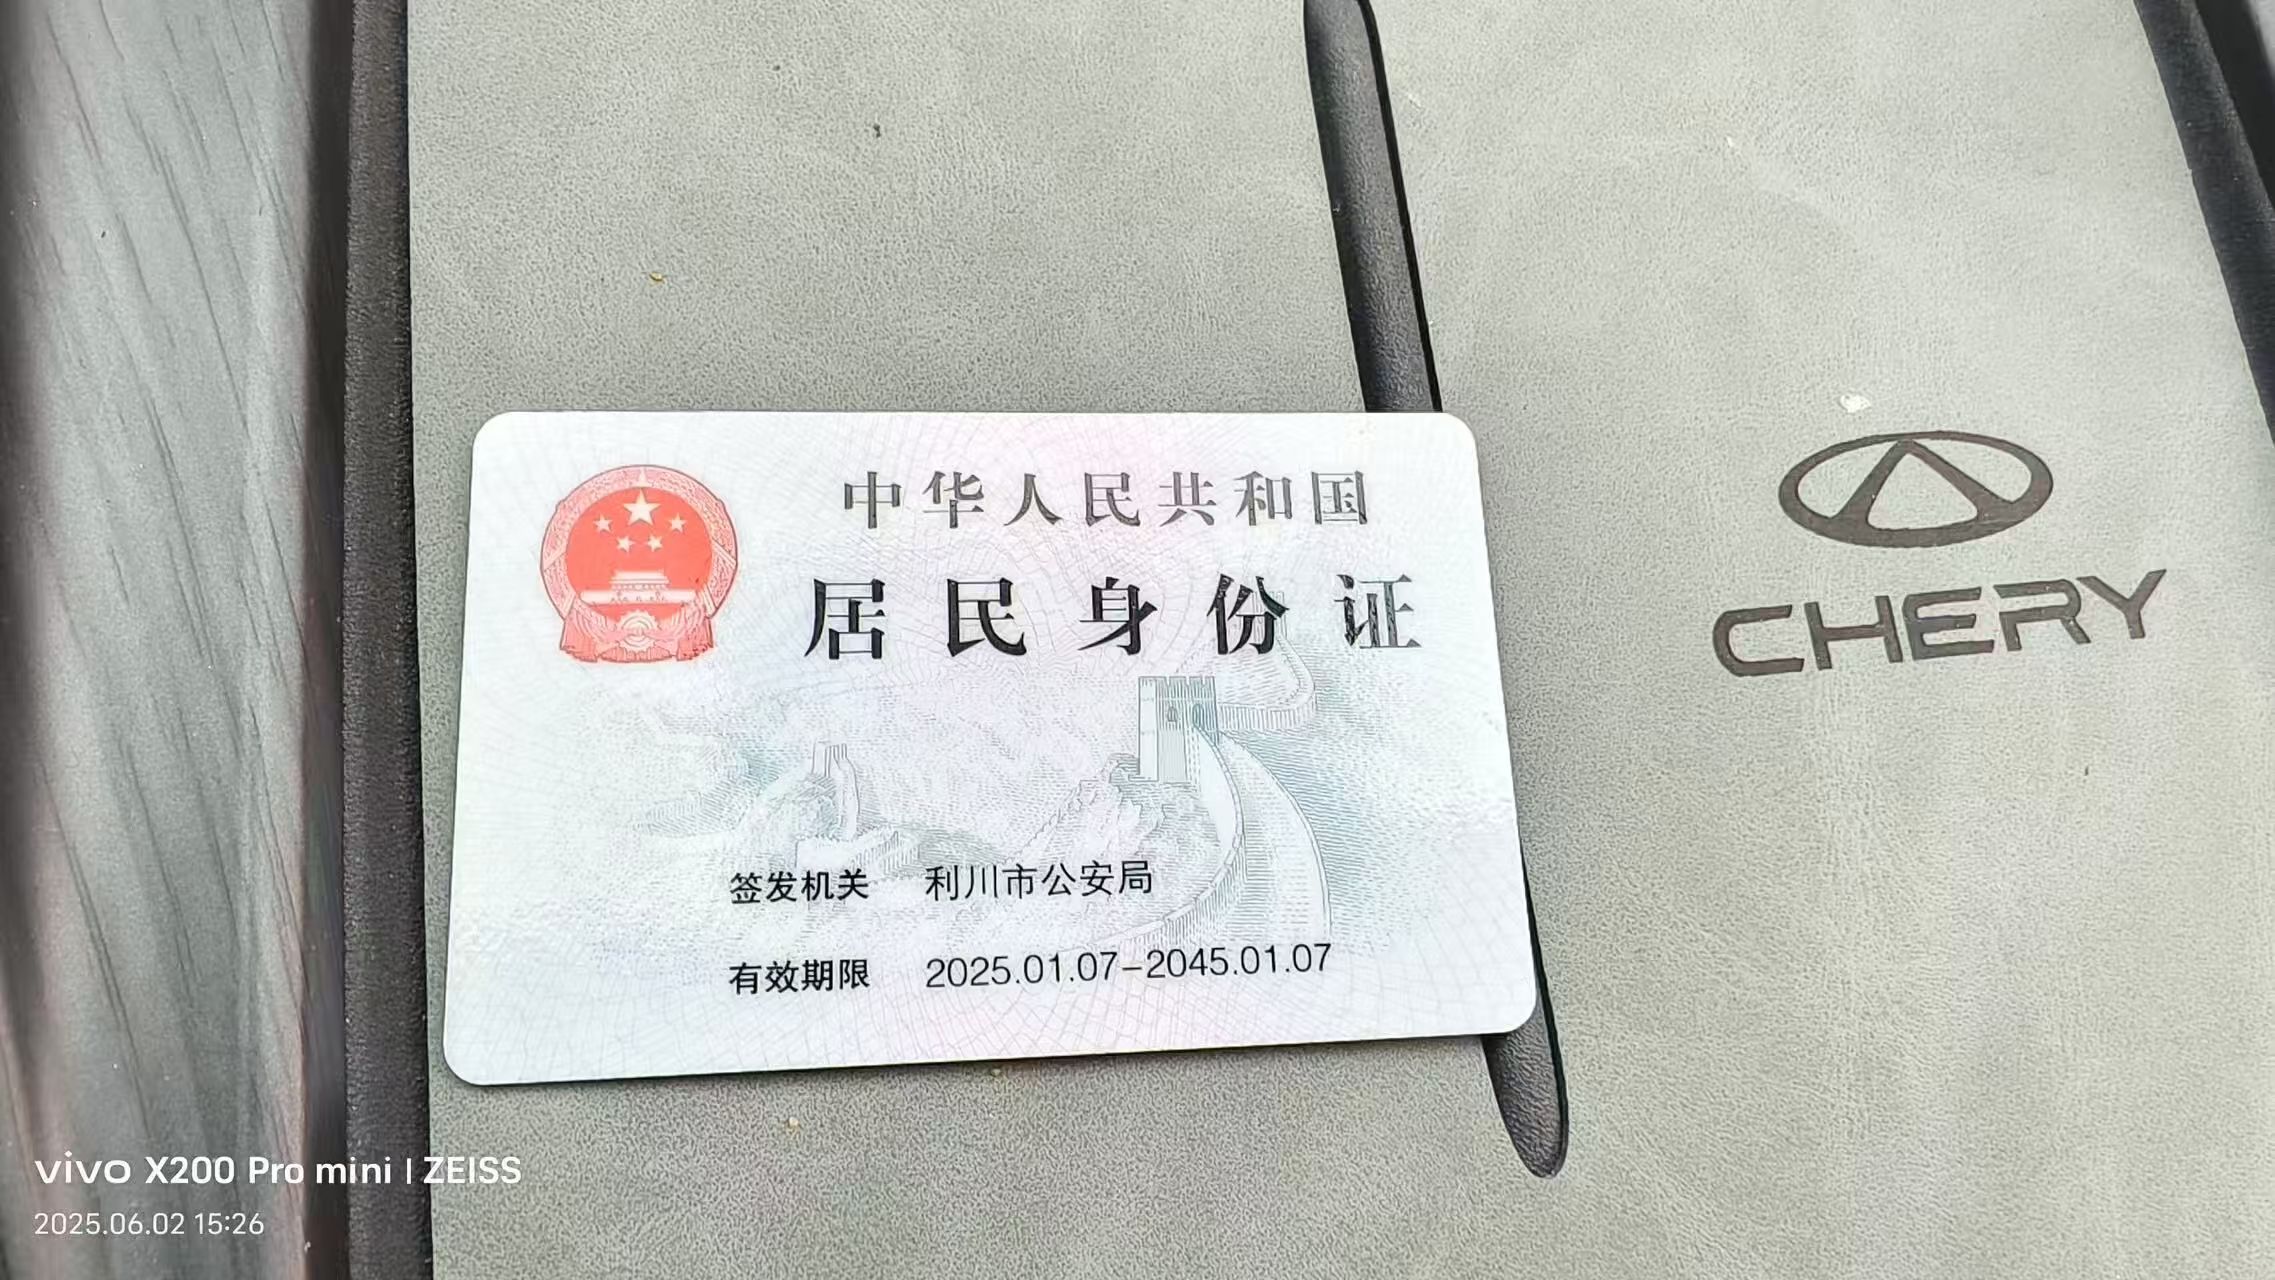 中华人民共和国
居民身份证
签发机关 利川市公安局
有效期限 2025.01.07-2045.01.07
CHERY
vivo X200 Pro mini | ZEISS
2025.06.02 15:26